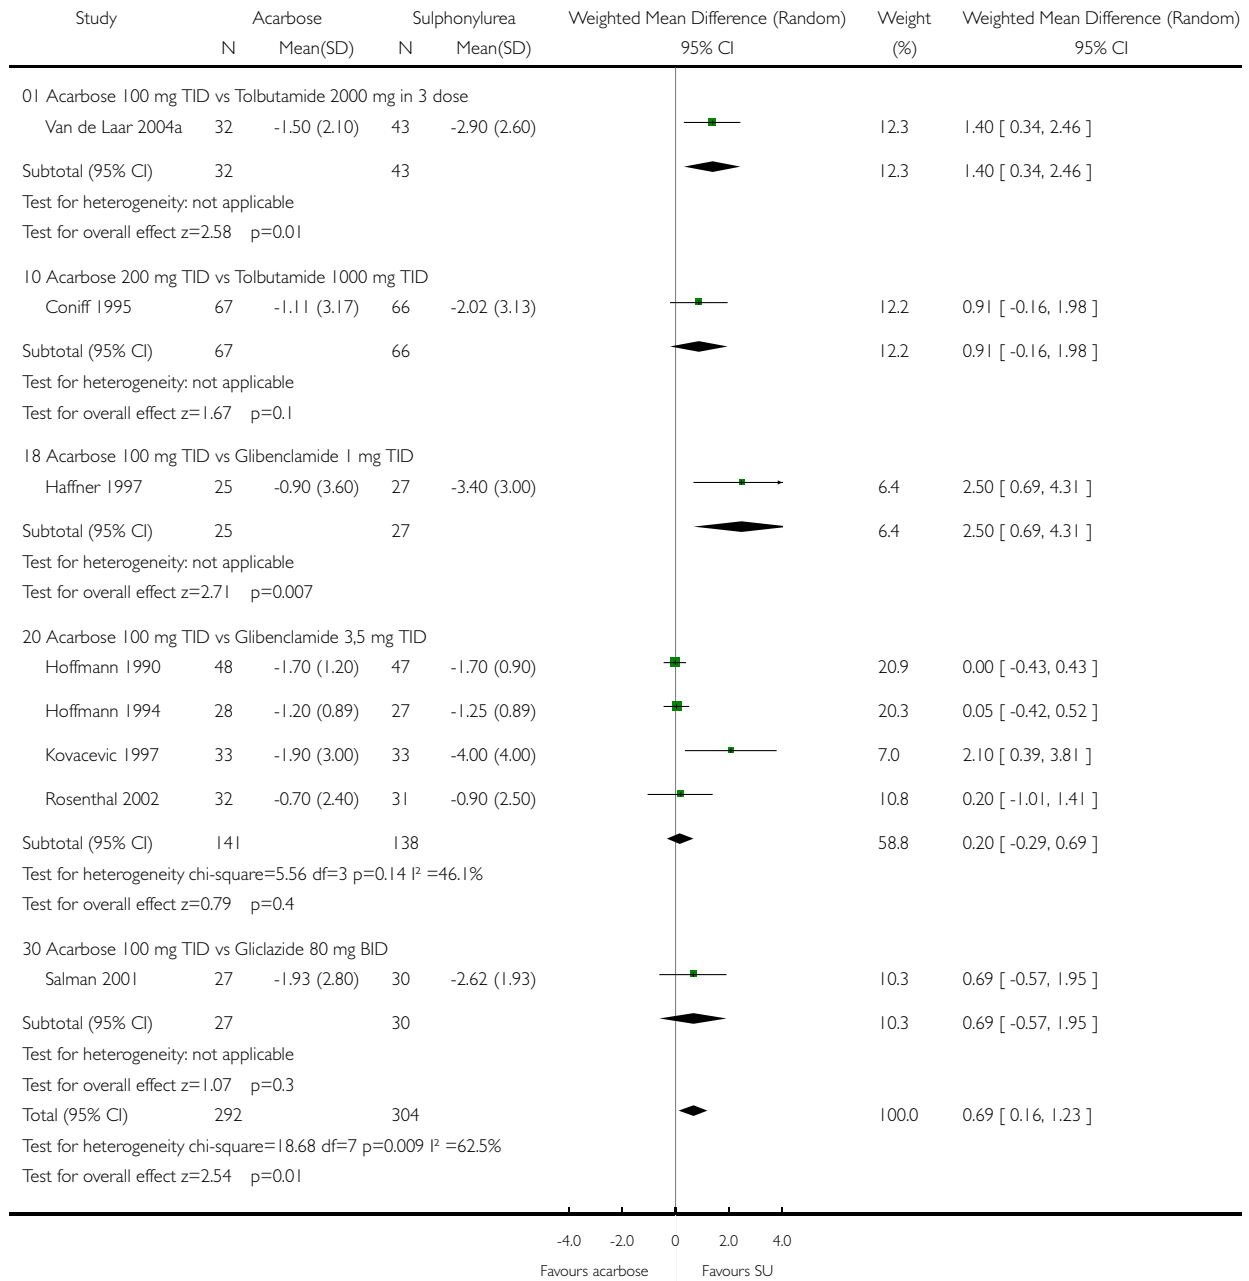 Study Acarbose Sulphonylurea Weighted Mean Difference (Random) Weight Weighted Mean Difference (Random)
N Mean(SD) N Mean(SD) 95% CI (%) 95% CI
01 Acarbose 100 mg TID vs Tolbutamide 2000 mg in 3 dose
Van de Laar 2004a 32 -1.50 (2.10) 43 -2.90 (2.60) 12.3 1.40 [ 0.34, 2.46 ]
Subtotal (95% CI) 32 43 12.3 1.40 [ 0.34, 2.46 ]
Test for heterogeneity: not applicable
Test for overall effect z=2.58 p=0.01
10 Acarbose 200 mg TID vs Tolbutamide 1000 mg TID
Coniff 1995 67 -1.11 (3.17) 66 -2.02 (3.13) 12.2 0.91 [ -0.16, 1.98 ]
Subtotal (95% CI) 67 66 12.2 0.91 [ -0.16, 1.98 ]
Test for heterogeneity: not applicable
Test for overall effect z=1.67 p=0.1
18 Acarbose 100 mg TID vs Glibenclamide 1 mg TID
Haffner 1997 25 -0.90 (3.60) 27 -3.40 (3.00) 6.4 2.50 [ 0.69, 4.31 ]
Subtotal (95% CI) 25 27 6.4 2.50 [ 0.69, 4.31 ]
Test for heterogeneity: not applicable
Test for overall effect z=2.71 p=0.007
20 Acarbose 100 mg TID vs Glibenclamide 3,5 mg TID
Hoffmann 1990 48 -1.70 (1.20) 47 -1.70 (0.90) 20.9 0.00 [ -0.43, 0.43 ]
Hoffmann 1994 28 -1.20 (0.89) 27 -1.25 (0.89) 20.3 0.05 [ -0.42, 0.52 ]
Kovacevic 1997 33 -1.90 (3.00) 33 -4.00 (4.00) 7.0 2.10 [ 0.39, 3.81 ]
Rosenthal 2002 32 -0.70 (2.40) 31 -0.90 (2.50) 10.8 0.20 [ -1.01, 1.41 ]
Subtotal (95% CI) 141 138 58.8 0.20 [ -0.29, 0.69 ]
Test for heterogeneity chi-square=5.56 df=3 p=0.14 I² =46.1%
Test for overall effect z=0.79 p=0.4
30 Acarbose 100 mg TID vs Gliclazide 80 mg BID
Salman 2001 27 -1.93 (2.80) 30 -2.62 (1.93) 10.3 0.69 [ -0.57, 1.95 ]
Subtotal (95% CI) 27 30 10.3 0.69 [ -0.57, 1.95 ]
Test for heterogeneity: not applicable
Test for overall effect z=1.07 p=0.3
Total (95% CI) 292 304 100.0 0.69 [ 0.16, 1.23 ]
Test for heterogeneity chi-square=18.68 df=7 p=0.009 I² =62.5%
Test for overall effect z=2.54 p=0.01
-4.0 -2.0 0 2.0 4.0
Favours acarbose Favours SU